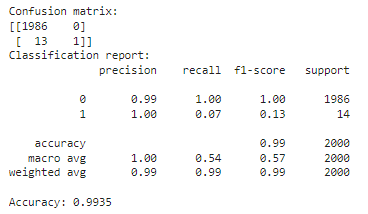 Confusion matrix:
[[1986 0]
[ 13 1]]
Classification report:
precision recall f1-score support
0 0.99 1.00 1.00 1986
1 1.00 0.07 0.13 14
accuracy 0.99 2000
macro avg 1.00 0.54 0.57 2000
weighted avg 0.99 0.99 0.99 2000
Accuracy: 0.9935